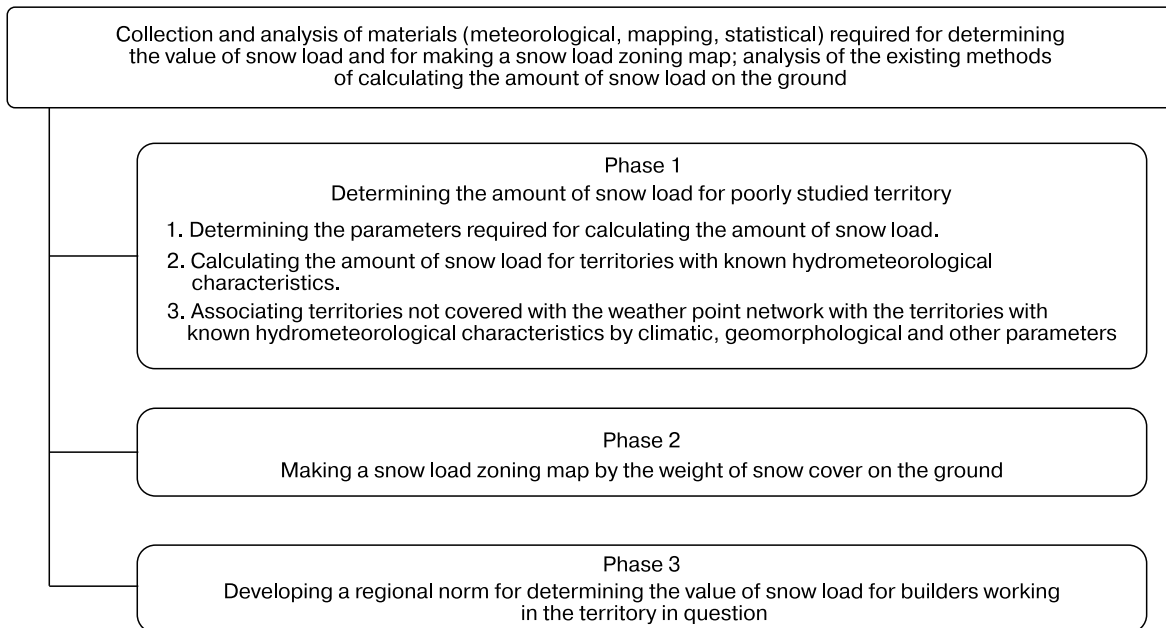 Collection and analysis of materials (meteorological, mapping, statistical) required for determining
the value of snow load and for making a snow load zoning map; analysis of the existing methods
of calculating the amount of snow load on the ground
Phase 1
Determining the amount of snow load for poorly studied territory
1. Determining the parameters required for calculating the amount of snow load.
2. Calculating the amount of snow load for territories with known hydrometeorological
characteristics.
3. Associating territories not covered with the weather point network with the territories with
known hydrometeorological characteristics by climatic, geomorphological and other parameters
Phase 2
Making a snow load zoning map by the weight of snow cover on the ground
Phase 3
Developing a regional norm for determining the value of snow load for builders working
in the territory in question